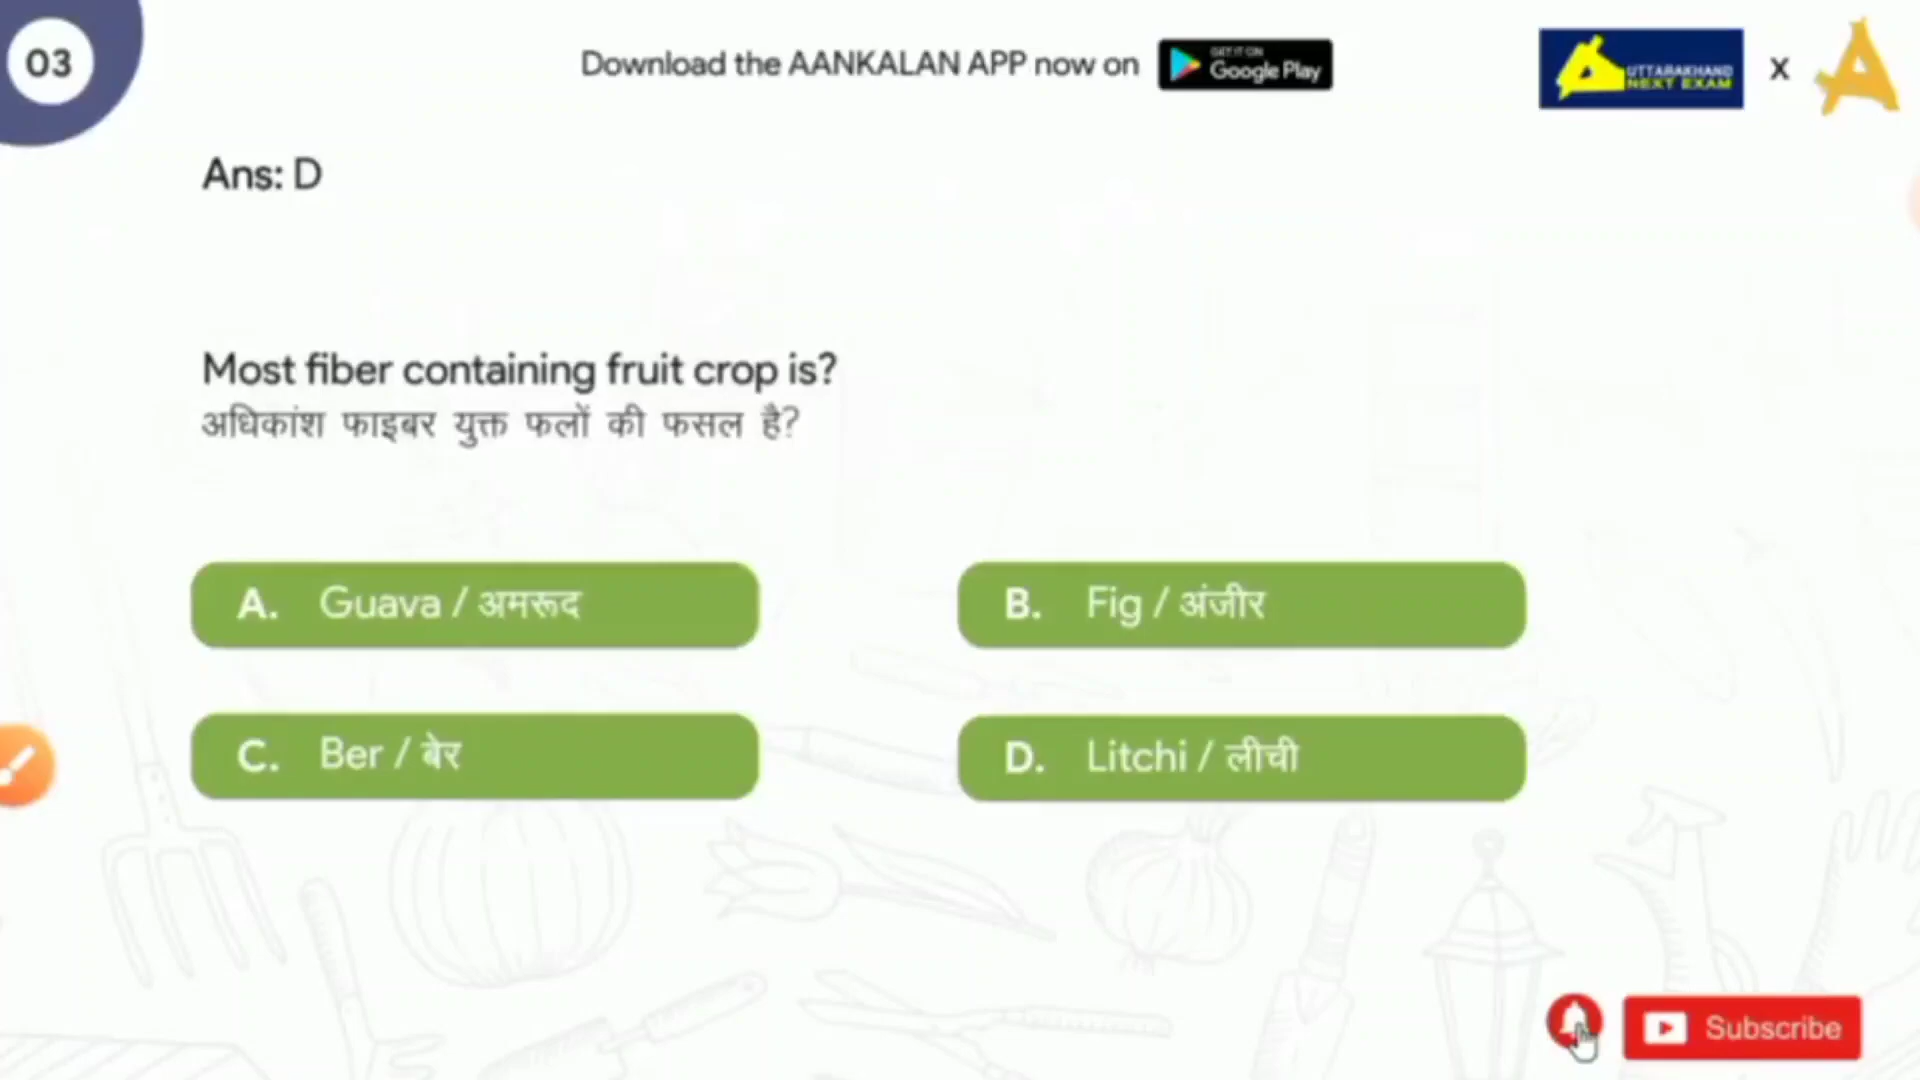 03
Download the AANKALAN APP now on
GET IT ON
Google Play
UTTARAKHAND
NEXT EXAM
x
Ans: D
Most fiber containing fruit crop is?
अधिकांश फाइबर युक्त फलों की फसल है?
A. Guava / अमरूद
B. Fig / अंजीर
C. Ber / बेर
D. Litchi / लीची
Subscribe